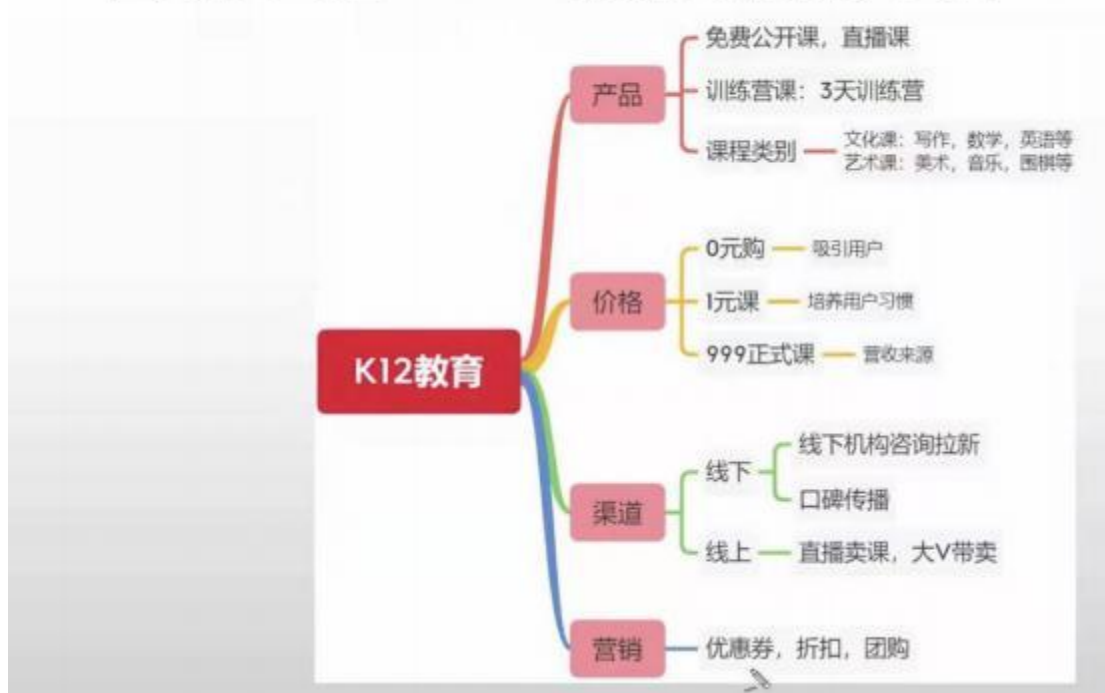 免费公开课，直播课
产品
训练营课：3天训练营
课程类别
文化课：写作，数学，英语等
艺术课：美术，音乐，围棋等
0元购
吸引用户
价格
1元课
培养用户习惯
999正式课
营收来源
K12教育
线下机构咨询拉新
线下
口碑传播
渠道
线上
直播卖课，大V带卖
营销
优惠券，折扣，团购